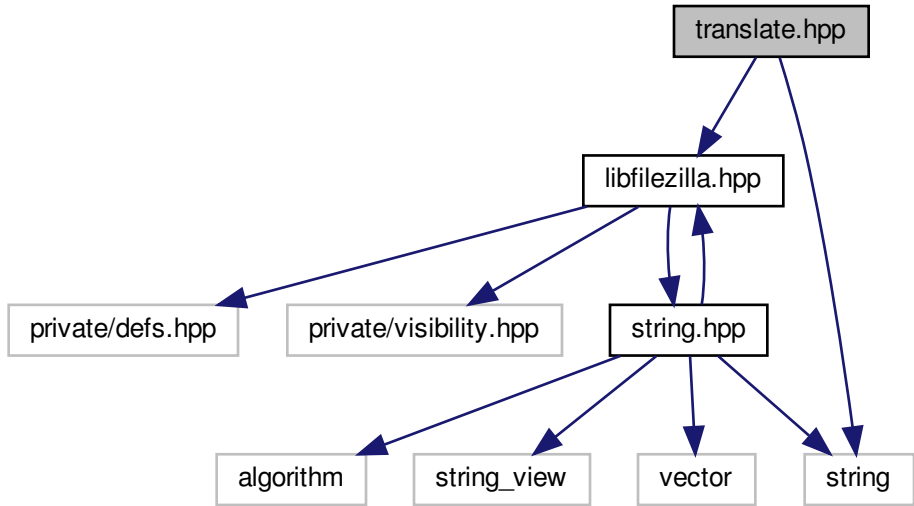 translate.hpp
libfilezilla.hpp
private/defs.hpp
private/visibility.hpp
string.hpp
algorithm
string_view
vector
string